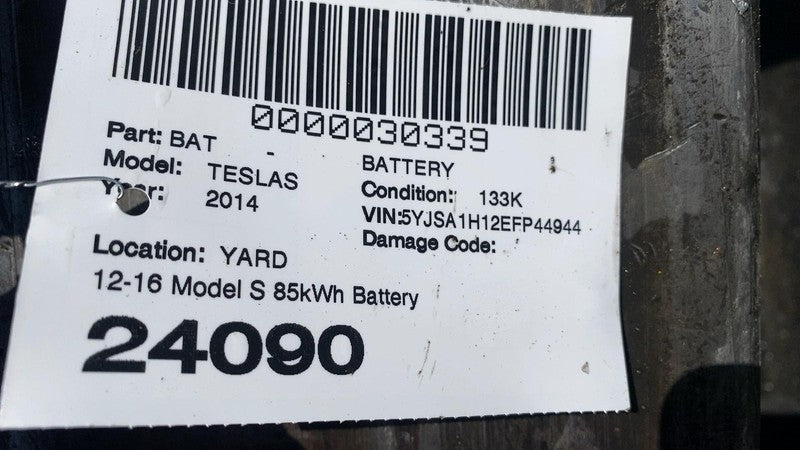 0000030339
Part: BAT - BATTERY
Model: TESLAS Condition: 133K
Year: 2014 VIN:5YJSA1H12EFP44944
Damage Code:
Location: YARD
12-16 Model S 85kWh Battery
24090